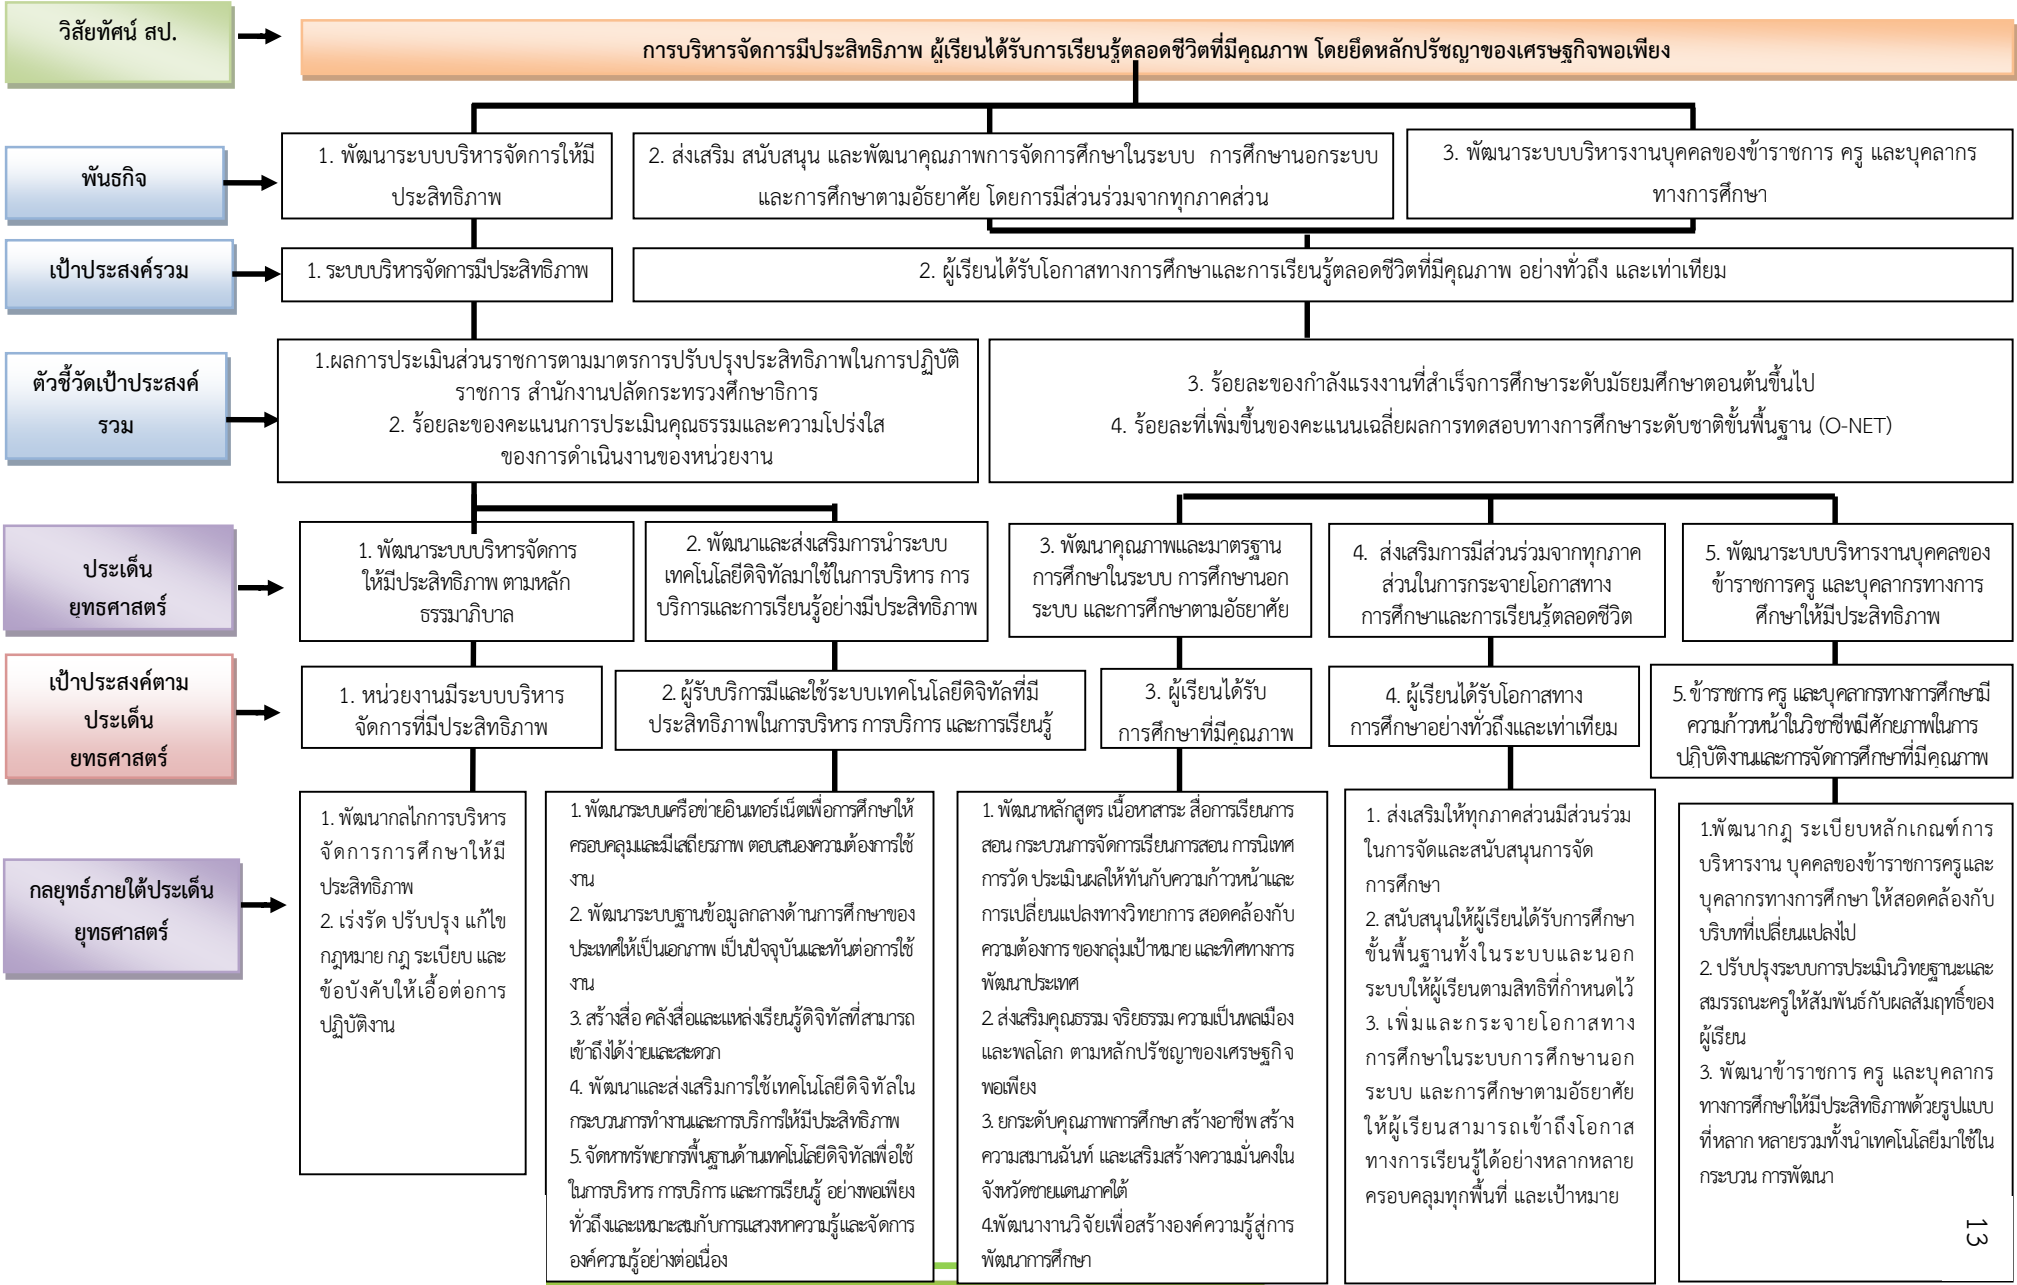 วิสัยทัศน์ สป.
การบริหารจัดการมีประสิทธิภาพ ผู้เรียนได้รับการเรียนรู้ตลอดชีวิตที่มีคุณภาพ โดยยึดหลักปรัชญาของเศรษฐกิจพอเพียง
พันธกิจ
1. พัฒนาระบบบริหารจัดการให้มี
ประสิทธิภาพ
2. ส่งเสริม สนับสนุน และพัฒนาคุณภาพการจัดการศึกษาในระบบ การศึกษานอกระบบ
และการศึกษาตามอัธยาศัย โดยการมีส่วนร่วมจากทุกภาคส่วน
3. พัฒนาระบบบริหารงานบุคคลของข้าราชการ ครู และบุคลากร
ทางการศึกษา
เป้าประสงค์รวม
1. ระบบบริหารจัดการมีประสิทธิภาพ
2. ผู้เรียนได้รับโอกาสทางการศึกษาและการเรียนรู้ตลอดชีวิตที่มีคุณภาพ อย่างทั่วถึง และเท่าเทียม
ตัวชี้วัดเป้าประสงค์
รวม
1.ผลการประเมินส่วนราชการตามมาตรการปรับปรุงประสิทธิภาพในการปฏิบัติ
ราชการ สำนักงานปลัดกระทรวงศึกษาธิการ
2. ร้อยละของคะแนนการประเมินคุณธรรมและความโปร่งใส
ของการดำเนินงานของหน่วยงาน
3. ร้อยละของกำลังแรงงานที่สำเร็จการศึกษาระดับมัธยมศึกษาตอนต้นขึ้นไป
4. ร้อยละที่เพิ่มขึ้นของคะแนนเฉลี่ยผลการทดสอบทางการศึกษาระดับชาติขั้นพื้นฐาน (O-NET)
ประเด็น
ยุทธศาสตร์
1. พัฒนาระบบบริหารจัดการ
ให้มีประสิทธิภาพ ตามหลัก
ธรรมาภิบาล
2. พัฒนาและส่งเสริมการนำระบบ
เทคโนโลยีดิจิทัลมาใช้ในการบริหาร การ
บริการและการเรียนรู้อย่างมีประสิทธิภาพ
3. พัฒนาคุณภาพและมาตรฐาน
การศึกษาในระบบ การศึกษานอก
ระบบ และการศึกษาตามอัธยาศัย
4. ส่งเสริมการมีส่วนร่วมจากทุกภาค
ส่วนในการกระจายโอกาสทาง
การศึกษาและการเรียนรู้ตลอดชีวิต
5. พัฒนาระบบบริหารงานบุคคลของ
ข้าราชการครู และบุคลากรทางการ
ศึกษาให้มีประสิทธิภาพ
เป้าประสงค์ตาม
ประเด็น
ยุทธศาสตร์
1. หน่วยงานมีระบบบริหาร
จัดการที่มีประสิทธิภาพ
2. ผู้รับบริการมีและใช้ระบบเทคโนโลยีดิจิทัลที่มี
ประสิทธิภาพในการบริหาร การบริการ และการเรียนรู้
3. ผู้เรียนได้รับ
การศึกษาที่มีคุณภาพ
4. ผู้เรียนได้รับโอกาสทาง
การศึกษาอย่างทั่วถึงและเท่าเทียม
5. ข้าราชการ ครู และบุคลากรทางการศึกษามี
ความก้าวหน้าในวิชาชีพมีศักยภาพในการ
ปฏิบัติงานและการจัดการศึกษาที่มีคุณภาพ
กลยุทธ์ภายใต้ประเด็น
ยุทธศาสตร์
1. พัฒนากลไกการบริหาร
จัดการการศึกษาให้มี
ประสิทธิภาพ
2. เร่งรัด ปรับปรุง แก้ไข
กฎหมาย กฎ ระเบียบ และ
ข้อบังคับให้เอื้อต่อการ
ปฏิบัติงาน
1. พัฒนาระบบเครือข่ายอินเทอร์เน็ตเพื่อการศึกษาให้
ครอบคลุมและมีเสถียรภาพ ตอบสนองความต้องการใช้
งาน
2. พัฒนาระบบฐานข้อมูลกลางด้านการศึกษาของ
ประเทศให้เป็นเอกภาพ เป็นปัจจุบันและทันต่อการใช้
งาน
3. สร้างสื่อ คลังสื่อและแหล่งเรียนรู้ดิจิทัลที่สามารถ
เข้าถึงได้ง่ายและสะดวก
4. พัฒนาและส่งเสริมการใช้เทคโนโลยีดิจิทัลใน
กระบวนการทำงานและการบริการให้มีประสิทธิภาพ
5. จัดหาทรัพยากรพื้นฐานด้านเทคโนโลยีดิจิทัลเพื่อใช้
ในการบริหาร การบริการ และการเรียนรู้ อย่างพอเพียง
ทั่วถึงและเหมาะสมกับการแสวงหาความรู้และจัดการ
องค์ความรู้อย่างต่อเนื่อง
1. พัฒนาหลักสูตร เนื้อหาสาระ สื่อการเรียนการ
สอน กระบวนการจัดการเรียนการสอน การนิเทศ
การวัด ประเมินผลให้ทันกับความก้าวหน้าและ
การเปลี่ยนแปลงทางวิทยาการ สอดคล้องกับ
ความต้องการ ของกลุ่มเป้าหมาย และทิศทางการ
พัฒนาประเทศ
2. ส่งเสริมคุณธรรม จริยธรรม ความเป็นพลเมือง
และพลโลก ตามหลักปรัชญาของเศรษฐกิจ
พอเพียง
3. ยกระดับคุณภาพการศึกษา สร้างอาชีพ สร้าง
ความสมานฉันท์ และเสริมสร้างความมั่นคงใน
จังหวัดชายแดนภาคใต้
4.พัฒนางานวิจัยเพื่อสร้างองค์ความรู้สู่การ
พัฒนาการศึกษา
1. ส่งเสริมให้ทุกภาคส่วนมีส่วนร่วม
ในการจัดและสนับสนุนการจัด
การศึกษา
2. สนับสนุนให้ผู้เรียนได้รับการศึกษา
ขั้นพื้นฐานทั้งในระบบและนอก
ระบบให้ผู้เรียนตามสิทธิที่กำหนดไว้
3. เพิ่มและกระจายโอกาสทาง
การศึกษาในระบบการศึกษานอก
ระบบ และการศึกษาตามอัธยาศัย
ให้ผู้เรียนสามารถเข้าถึงโอกาส
ทางการเรียนรู้ได้อย่างหลากหลาย
ครอบคลุมทุกพื้นที่ และเป้าหมาย
1.พัฒนากฎ ระเบียบหลักเกณฑ์การ
บริหารงาน บุคคลของข้าราชการครูและ
บุคลากรทางการศึกษา ให้สอดคล้องกับ
บริบทที่เปลี่ยนแปลงไป
2. ปรับปรุงระบบการประเมินวิทยฐานะและ
สมรรถนะครูให้สัมพันธ์กับผลสัมฤทธิ์ของ
ผู้เรียน
3. พัฒนาข้าราชการ ครู และบุคลากร
ทางการศึกษาให้มีประสิทธิภาพด้วยรูปแบบ
ที่หลาก หลายรวมทั้งนำเทคโนโลยีมาใช้ใน
กระบวน การพัฒนา
13